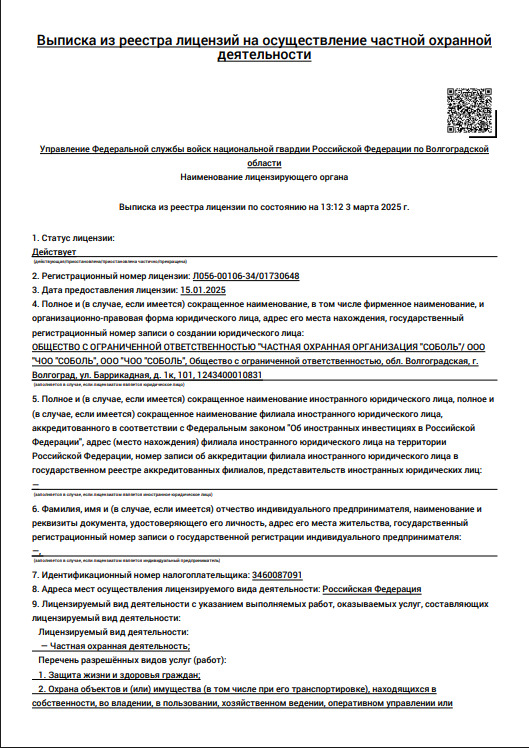 Выписка из реестра лицензий на осуществление частной охранной
деятельности
Управление Федеральной службы войск национальной гвардии Российской Федерации по Волгоградской
области
Наименование лицензирующего органа
Выписка из реестра лицензии по состоянию на 13:12 3 марта 2025 г.
1. Статус лицензии:
Действует
(действующая/приостановлена/приостановлена частично/прекращена)
2. Регистрационный номер лицензии: Л056-00106-34/01730648
3. Дата предоставления лицензии: 15.01.2025
4. Полное и (в случае, если имеется) сокращенное наименование, в том числе фирменное наименование, и
организационно-правовая форма юридического лица, адрес его места нахождения, государственный
регистрационный номер записи о создании юридического лица:
ОБЩЕСТВО С ОГРАНИЧЕННОЙ ОТВЕТСТВЕННОСТЬЮ "ЧАСТНАЯ ОХРАННАЯ ОРГАНИЗАЦИЯ "СОБОЛЬ"/ ООО
"ЧОО "СОБОЛЬ", ООО "ЧОО "СОБОЛЬ", Общество с ограниченной ответственностью, обл. Волгоградская, г.
Волгоград, ул. Баррикадная, д. 1к, 101, 1243400010831
(заполняется в случае, если лицензиатом является юридическое лицо)
5. Полное и (в случае, если имеется) сокращенное наименование иностранного юридического лица, полное и
(в случае, если имеется) сокращенное наименование филиала иностранного юридического лица,
аккредитованного в соответствии с Федеральным законом "Об иностранных инвестициях в Российской
Федерации", адрес (место нахождения) филиала иностранного юридического лица на территории
Российской Федерации, номер записи об аккредитации филиала иностранного юридического лица в
государственном реестре аккредитованных филиалов, представительств иностранных юридических лиц:
—
(заполняется в случае, если лицензиатом является иностранное юридическое лицо)
6. Фамилия, имя и (в случае, если имеется) отчество индивидуального предпринимателя, наименование и
реквизиты документа, удостоверяющего его личность, адрес его места жительства, государственный
регистрационный номер записи о государственной регистрации индивидуального предпринимателя:
—,
(заполняется в случае, если лицензиатом является индивидуальный предприниматель)
7. Идентификационный номер налогоплательщика: 3460087091
8. Адреса мест осуществления лицензируемого вида деятельности: Российская Федерация
9. Лицензируемый вид деятельности с указанием выполняемых работ, оказываемых услуг, составляющих
лицензируемый вид деятельности:
Лицензируемый вид деятельности:
— Частная охранная деятельность;
Перечень разрешённых видов услуг (работ):
1. Защита жизни и здоровья граждан;
2. Охрана объектов и (или) имущества (в том числе при его транспортировке), находящихся в
собственности, во владении, в пользовании, хозяйственном ведении, оперативном управлении или